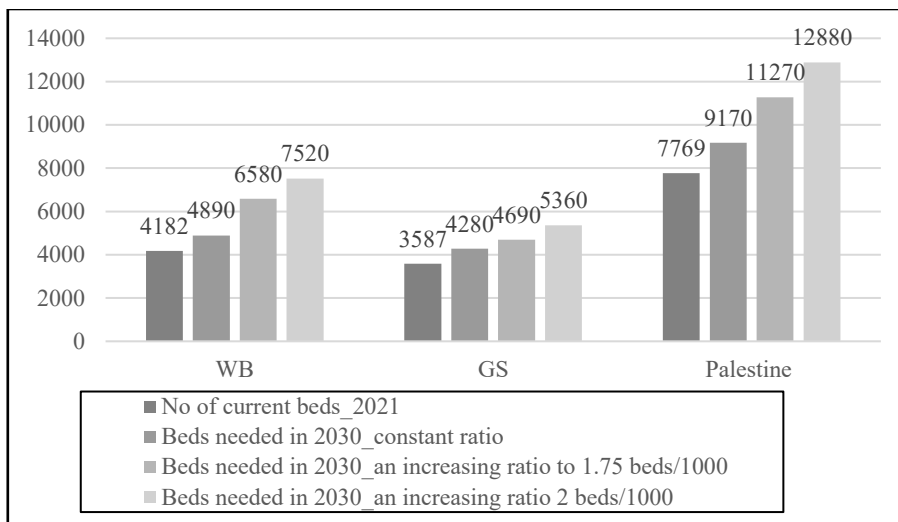 14000
12000
10000
8000
6000
4000
2000
0
4182
4890
6580
7520
3587
4280
4690
5360
7769
9170
11270
12880
WB
GS
Palestine
No of current beds_2021
Beds needed in 2030_constant ratio
Beds needed in 2030_an increasing ratio to 1.75 beds/1000
Beds needed in 2030_an increasing ratio 2 beds/1000